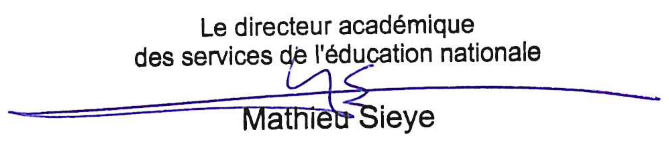 Le directeur académique
des services de l'éducation nationale
Mathieu Sieye